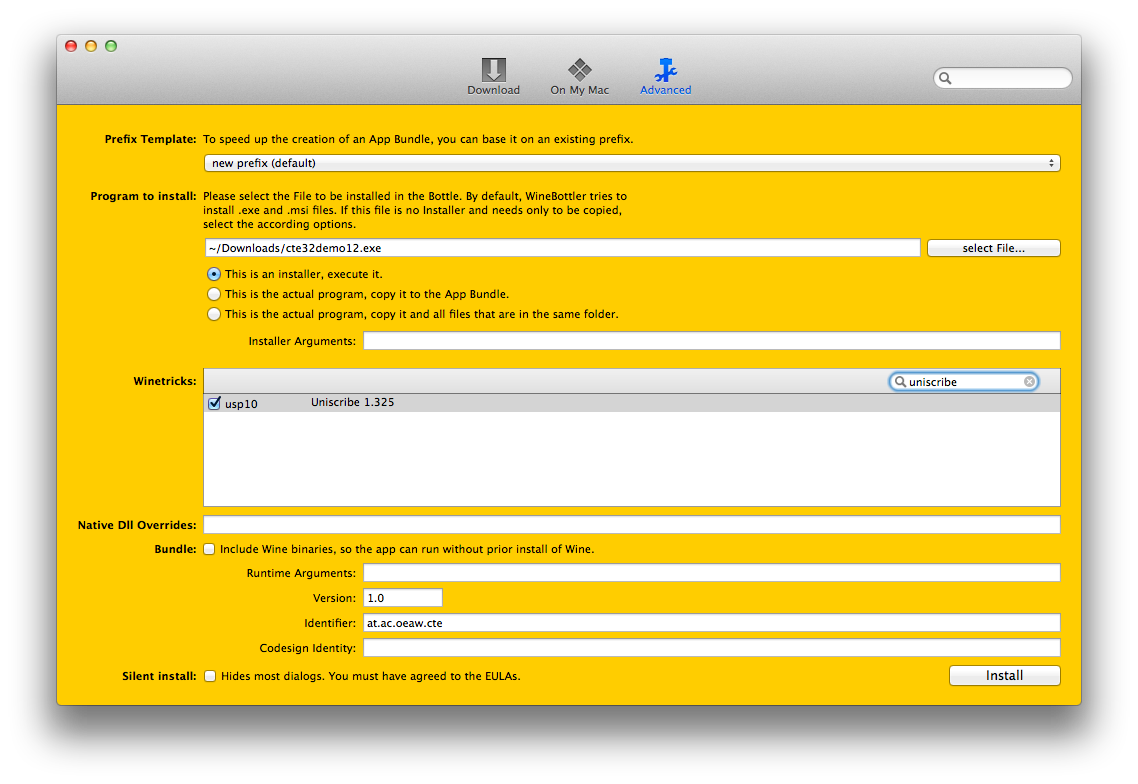 Download On My Mac Advanced
Prefix Template: To speed up the creation of an App Bundle, you can base it on an existing prefix.
new prefix (default)
Program to install: Please select the File to be installed in the Bottle. By default, WineBottler tries to
install .exe and .msi files. If this file is no Installer and needs only to be copied,
select the according options.
~/Downloads/cte32demo12.exe select File...
This is an installer, execute it.
This is the actual program, copy it to the App Bundle.
This is the actual program, copy it and all files that are in the same folder.
Installer Arguments:
Winetricks: uniscribe
usp10 Uniscribe 1.325
Native Dll Overrides:
Bundle: Include Wine binaries, so the app can run without prior install of Wine.
Runtime Arguments:
Version: 1.0
Identifier: at.ac.oeaw.cte
Codesign Identity:
Silent install: Hides most dialogs. You must have agreed to the EULAs. Install